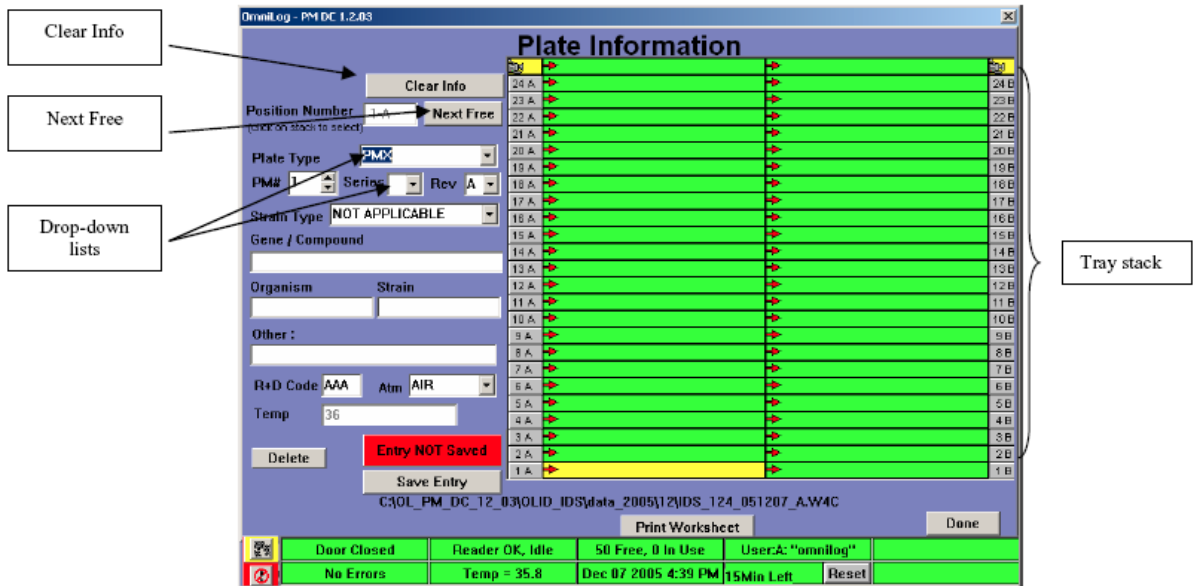 OmniLog - PM DC 1.2.03
Clear Info
Next Free
Drop-down
lists
Tray stack
Plate Information
Clear Info
Position Number 1-A Next Free
(click on stack to select)
Plate Type PMX
PM# 1 Series Rev A
Strain Type NOT APPLICABLE
Gene / Compound
Organism Strain
Other :
R+D Code AAA Atm AIR
Temp 36
Delete
Entry NOT Saved
Save Entry
24 A 24 B
23 A 23 B
22 A 22 B
21 A 21 B
20 A 20 B
19 A 19 B
18 A 18 B
17 A 17 B
16 A 16 B
15 A 15 B
14 A 14 B
13 A 13 B
12 A 12 B
11 A 11 B
10 A 10 B
9 A 9 B
8 A 8 B
7 A 7 B
6 A 6 B
5 A 5 B
4 A 4 B
3 A 3 B
2 A 2 B
1 A 1 B
C:\OL_PM_DC_12_03\OLID_IDS\data_2005\12\IDS_124_051207_A.W4C
Print Worksheet
Done
Door Closed Reader OK, Idle 50 Free, 0 In Use User:A: "omnilog"
No Errors Temp = 35.8 Dec 07 2005 4:39 PM 15Min Left Reset